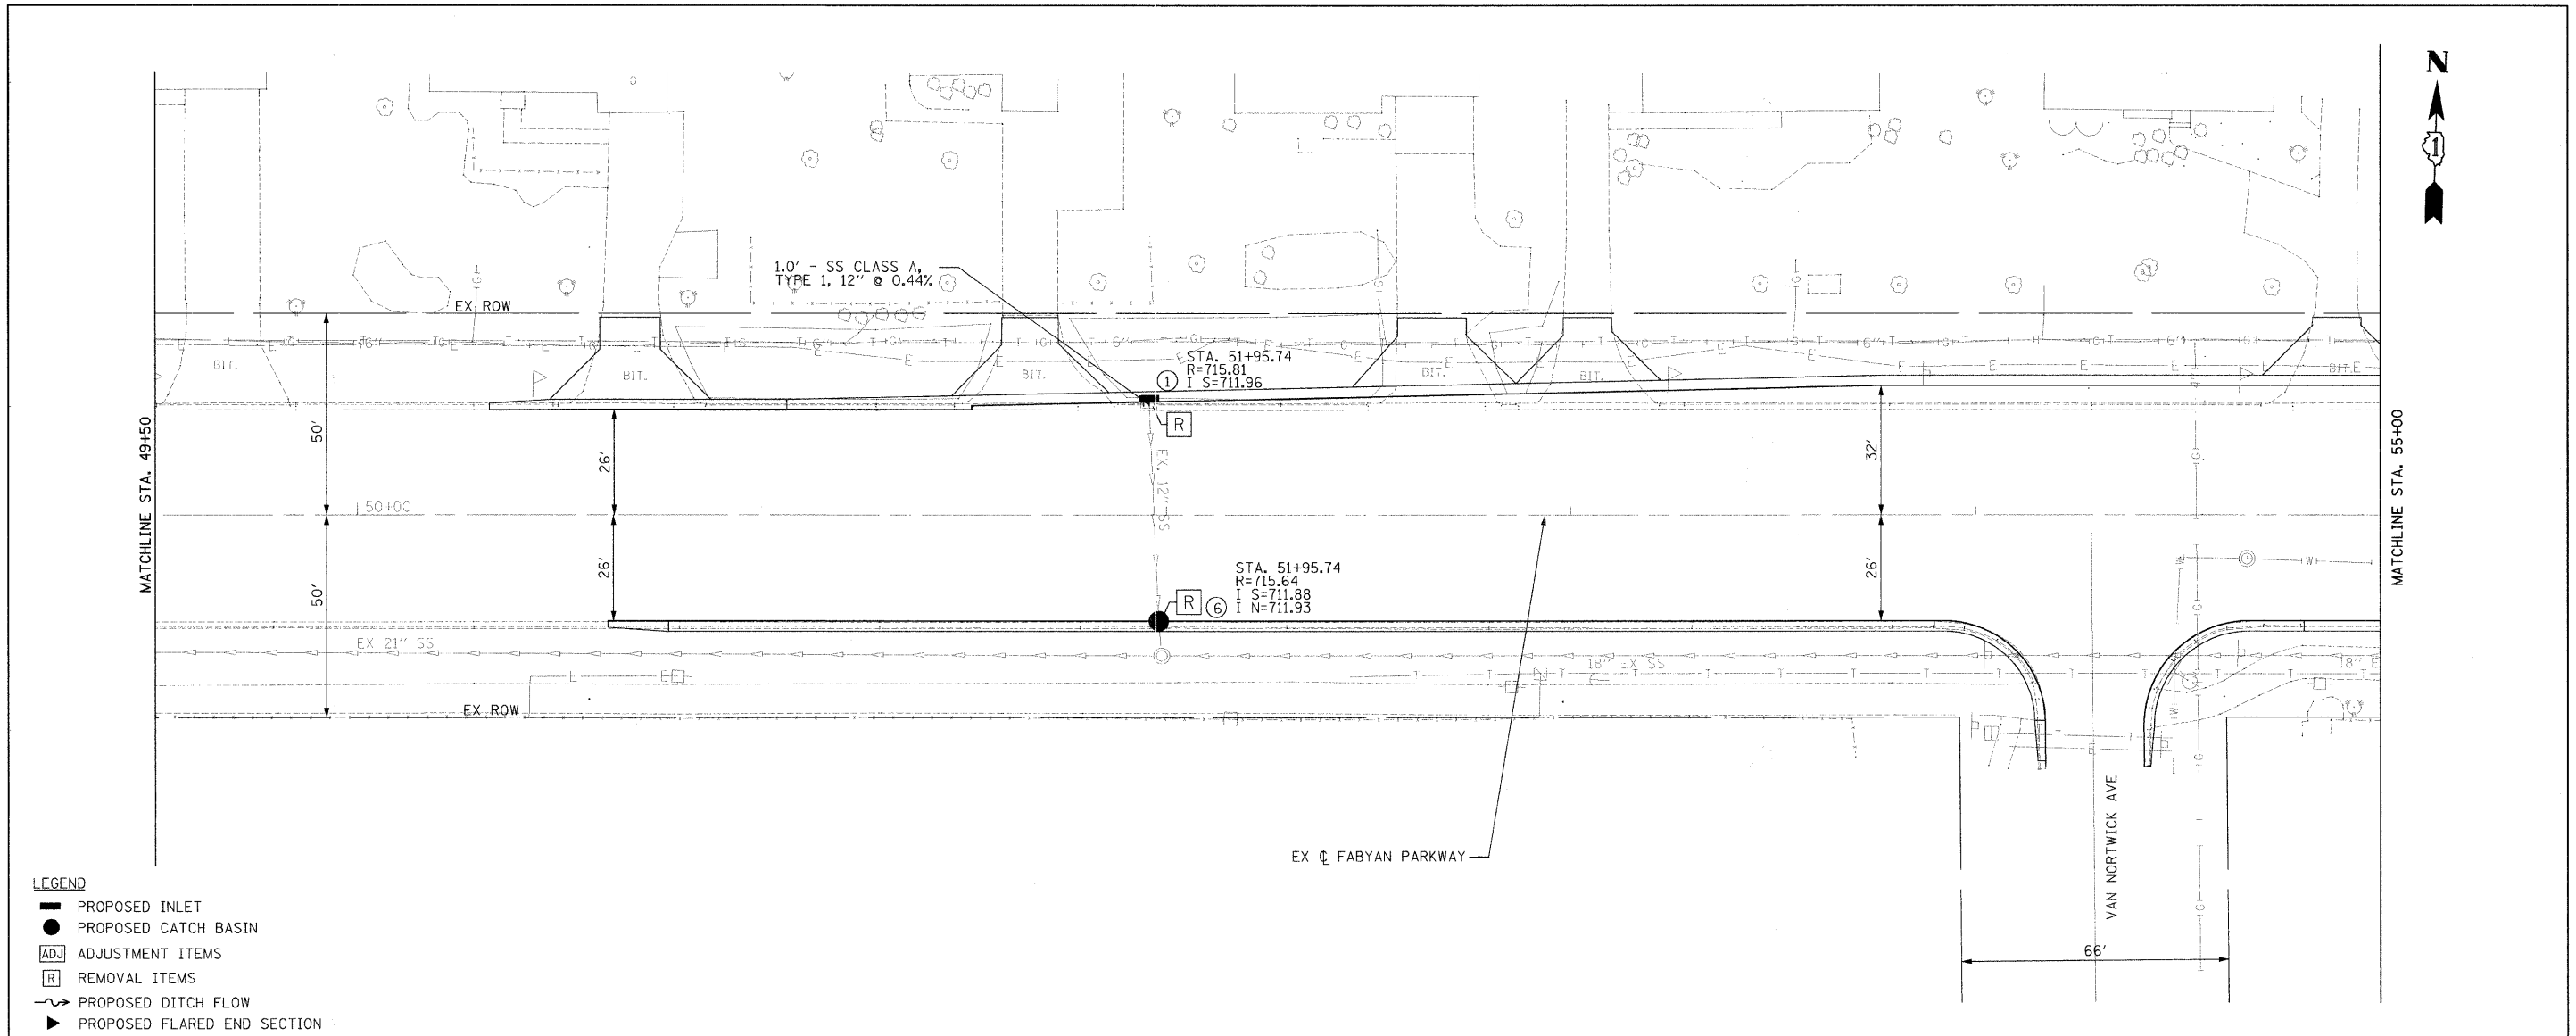 N
1
1.0' - SS CLASS A,
TYPE 1, 12" @ 0.44%
EX ROW
STA. 51+95.74
R=715.81
① I S=711.96
BIT.
BIT.
BIT.
BIT.
BIT.
BIT.
R
MATCHLINE STA. 49+50
50'
26'
EX. 12" SS
32'
MATCHLINE STA. 55+00
50+00
50'
26'
STA. 51+95.74
R=715.64
R ⑥ I S=711.88
I N=711.93
26'
EX 21" SS
18" EX SS
18" E
EX ROW
EX ℄ FABYAN PARKWAY
VAN NORTWICK AVE
66'
LEGEND
PROPOSED INLET
PROPOSED CATCH BASIN
ADJ ADJUSTMENT ITEMS
R REMOVAL ITEMS
PROPOSED DITCH FLOW
PROPOSED FLARED END SECTION